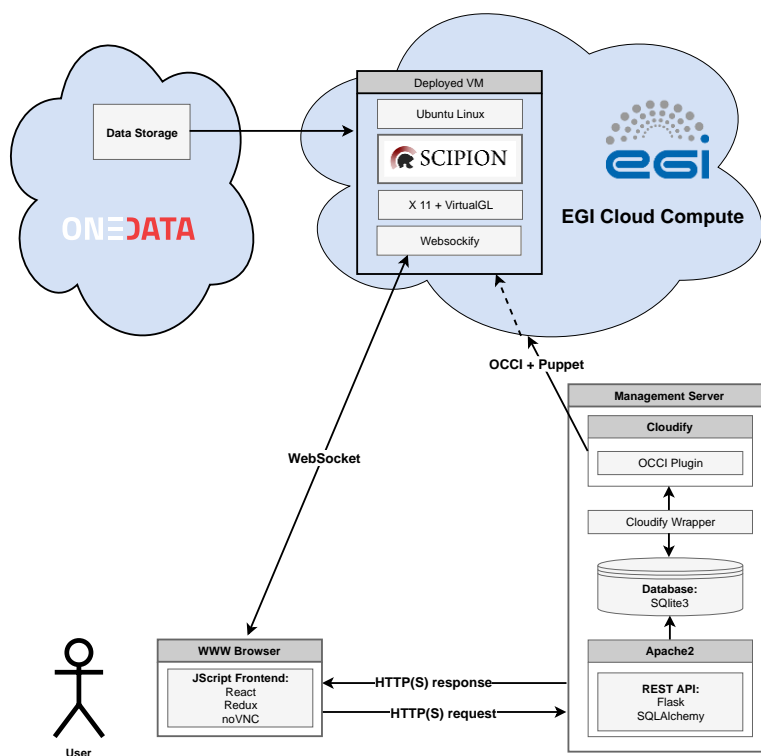 Deployed VM
Ubuntu Linux
SCIPION
X 11 + VirtualGL
Websockify
Data Storage
ONEDATA
EGI
EGI Cloud Compute
OCCI + Puppet
WebSocket
Management Server
Cloudify
OCCI Plugin
Cloudify Wrapper
Database:
SQlite3
Apache2
REST API:
Flask
SQLAlchemy
WWW Browser
JScript Frontend:
React
Redux
noVNC
HTTP(S) response
HTTP(S) request
User